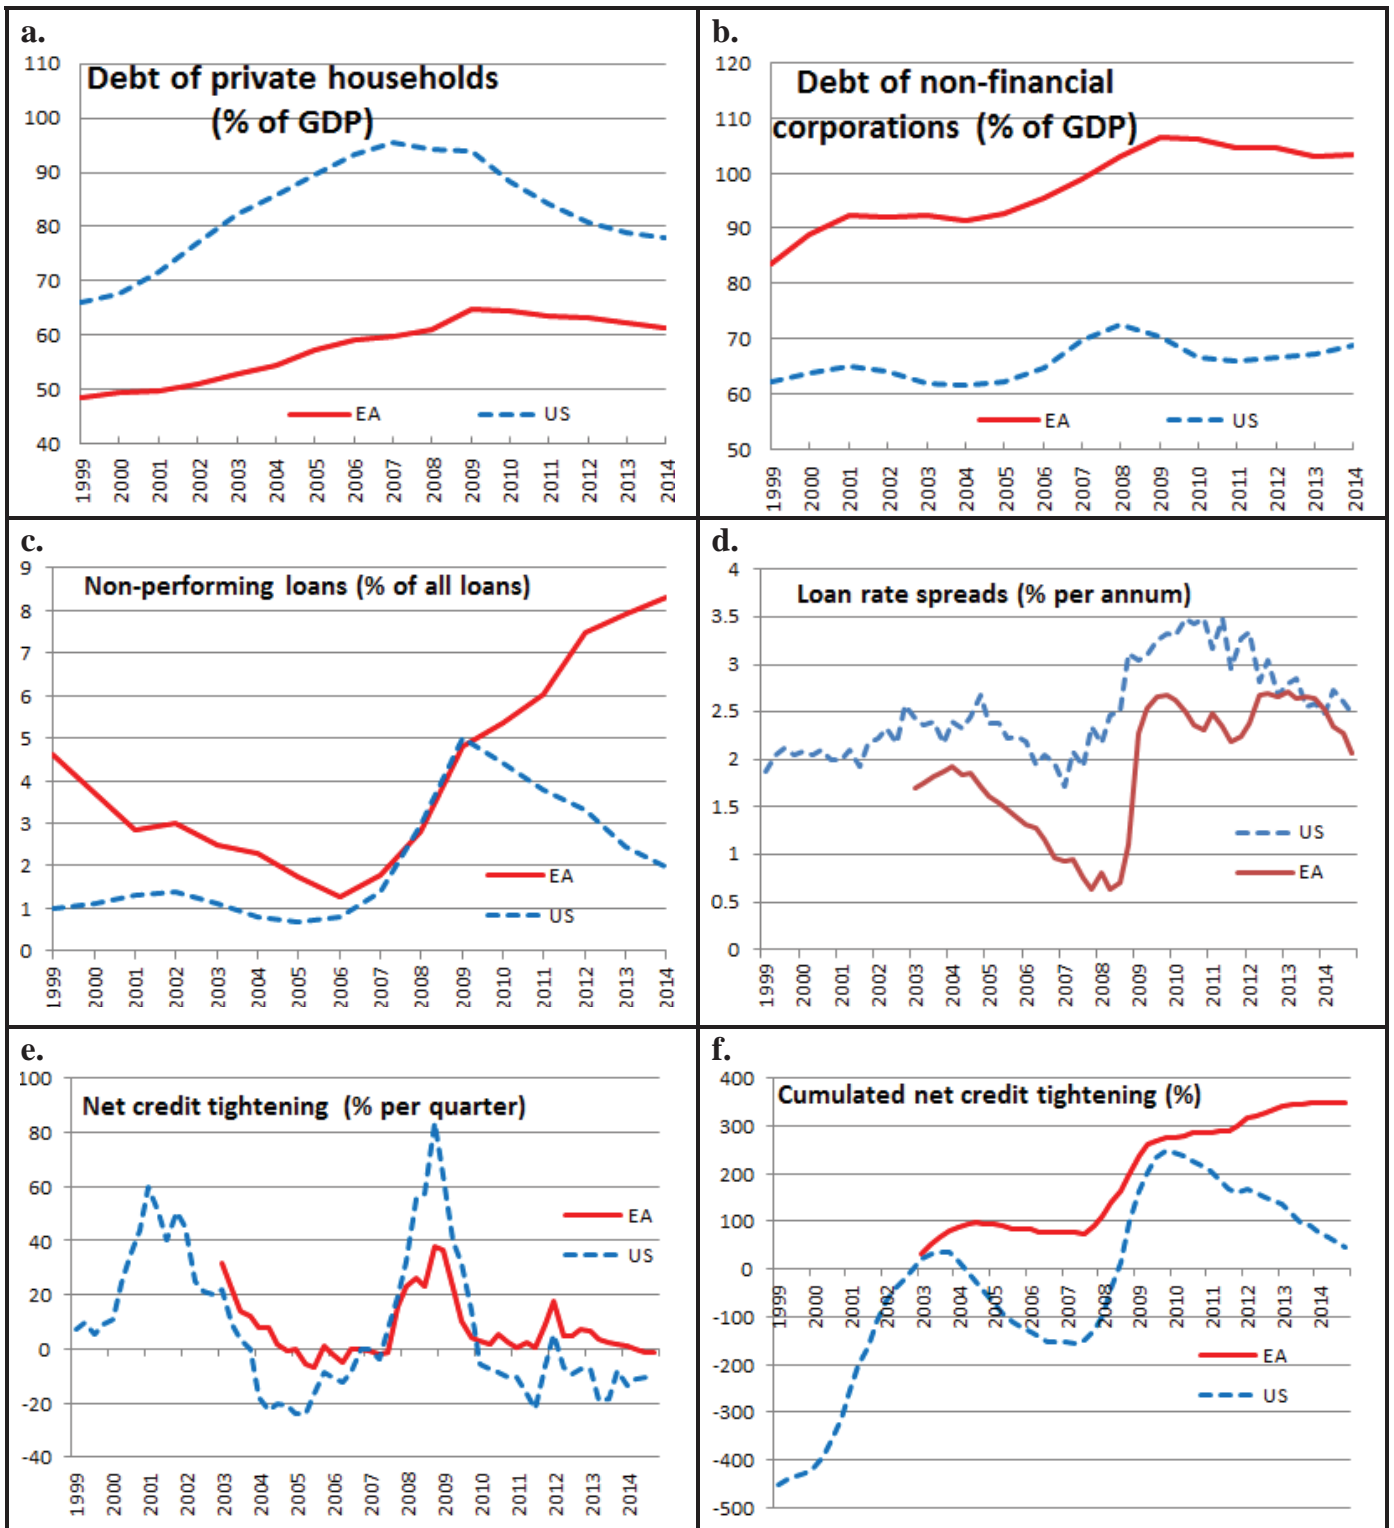 a.
Debt of private households
(% of GDP)
110
100
90
80
70
60
50
40
EA
US
1999 2000 2001 2002 2003 2004 2005 2006 2007 2008 2009 2010 2011 2012 2013 2014
b.
Debt of non-financial
corporations (% of GDP)
120
110
100
90
80
70
60
50
EA
US
1999 2000 2001 2002 2003 2004 2005 2006 2007 2008 2009 2010 2011 2012 2013 2014
c.
Non-performing loans (% of all loans)
9
8
7
6
5
4
3
2
1
0
EA
US
1999 2000 2001 2002 2003 2004 2005 2006 2007 2008 2009 2010 2011 2012 2013 2014
d.
Loan rate spreads (% per annum)
4
3.5
3
2.5
2
1.5
1
0.5
0
US
EA
1999 2000 2001 2002 2003 2004 2005 2006 2007 2008 2009 2010 2011 2012 2013 2014
e.
Net credit tightening (% per quarter)
100
80
60
40
20
0
-20
-40
EA
US
1999 2000 2001 2002 2003 2004 2005 2006 2007 2008 2009 2010 2011 2012 2013 2014
f.
Cumulated net credit tightening (%)
400
300
200
100
0
-100
-200
-300
-400
-500
1999 2000 2001 2002 2003 2004 2005 2006 2007 2008 2009 2010 2011 2012 2013 2014
EA
US